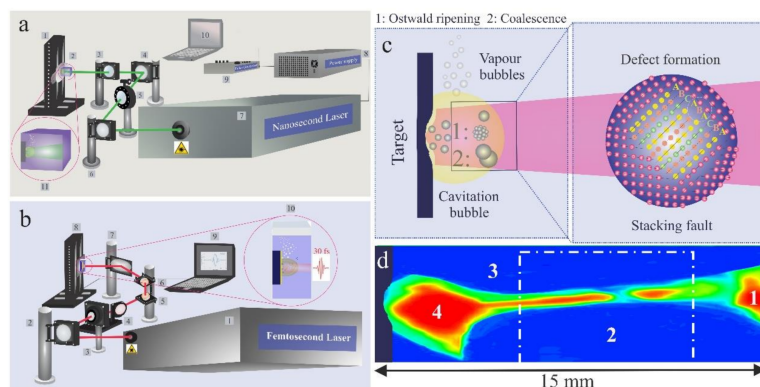 a
1
2
3
4
5
6
7
8
9
10
11
Power supply
Nanosecond Laser
b
1
2
3
4
5
6
7
8
9
10
30 fs
Femtosecond Laser
1: Ostwald ripening 2: Coalescence
c
Vapour
bubbles
Target
1:
2:
Cavitation
bubble
Defect formation
Stacking fault
d
3
4
2
1
15 mm